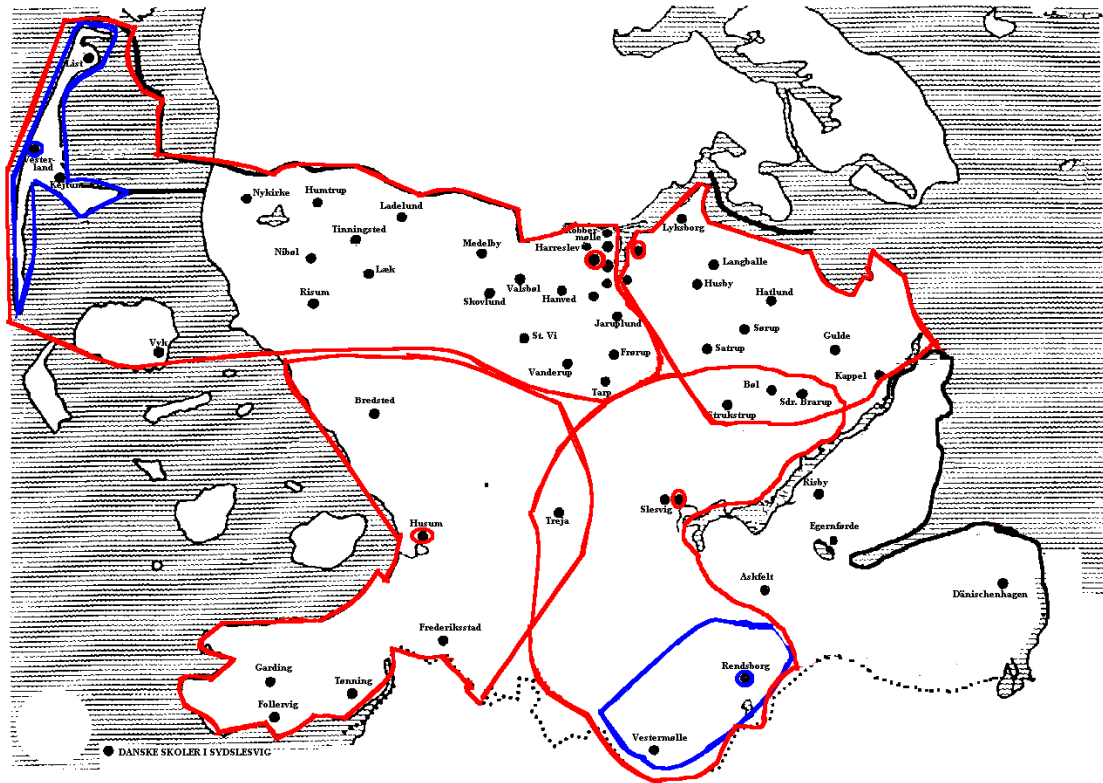 List
Vester-
land
Kejtum
Nykirke
Humtrup
Ladelund
Tinningsted
Nibøl
Læk
Risum
Medelby
Harreslev
Kobber-
mølle
Lyksborg
Langballe
Husby
Hatlund
Valsbøl
Skovlund
Hanved
Jaruplund
Sørup
Gulde
St. Vi
Satrup
Vyk
Vanderup
Frørup
Tarp
Kappel
Bøl
Sdr. Brarup
Strukstrup
Bredsted
Treja
Slesvig
Risby
Husum
Egernførde
Askfelt
Dänischenhagen
Frederiksstad
Garding
Tønning
Follervig
Rendsborg
Vestermølle
DANSKE SKOLER I SYDSLESVIG